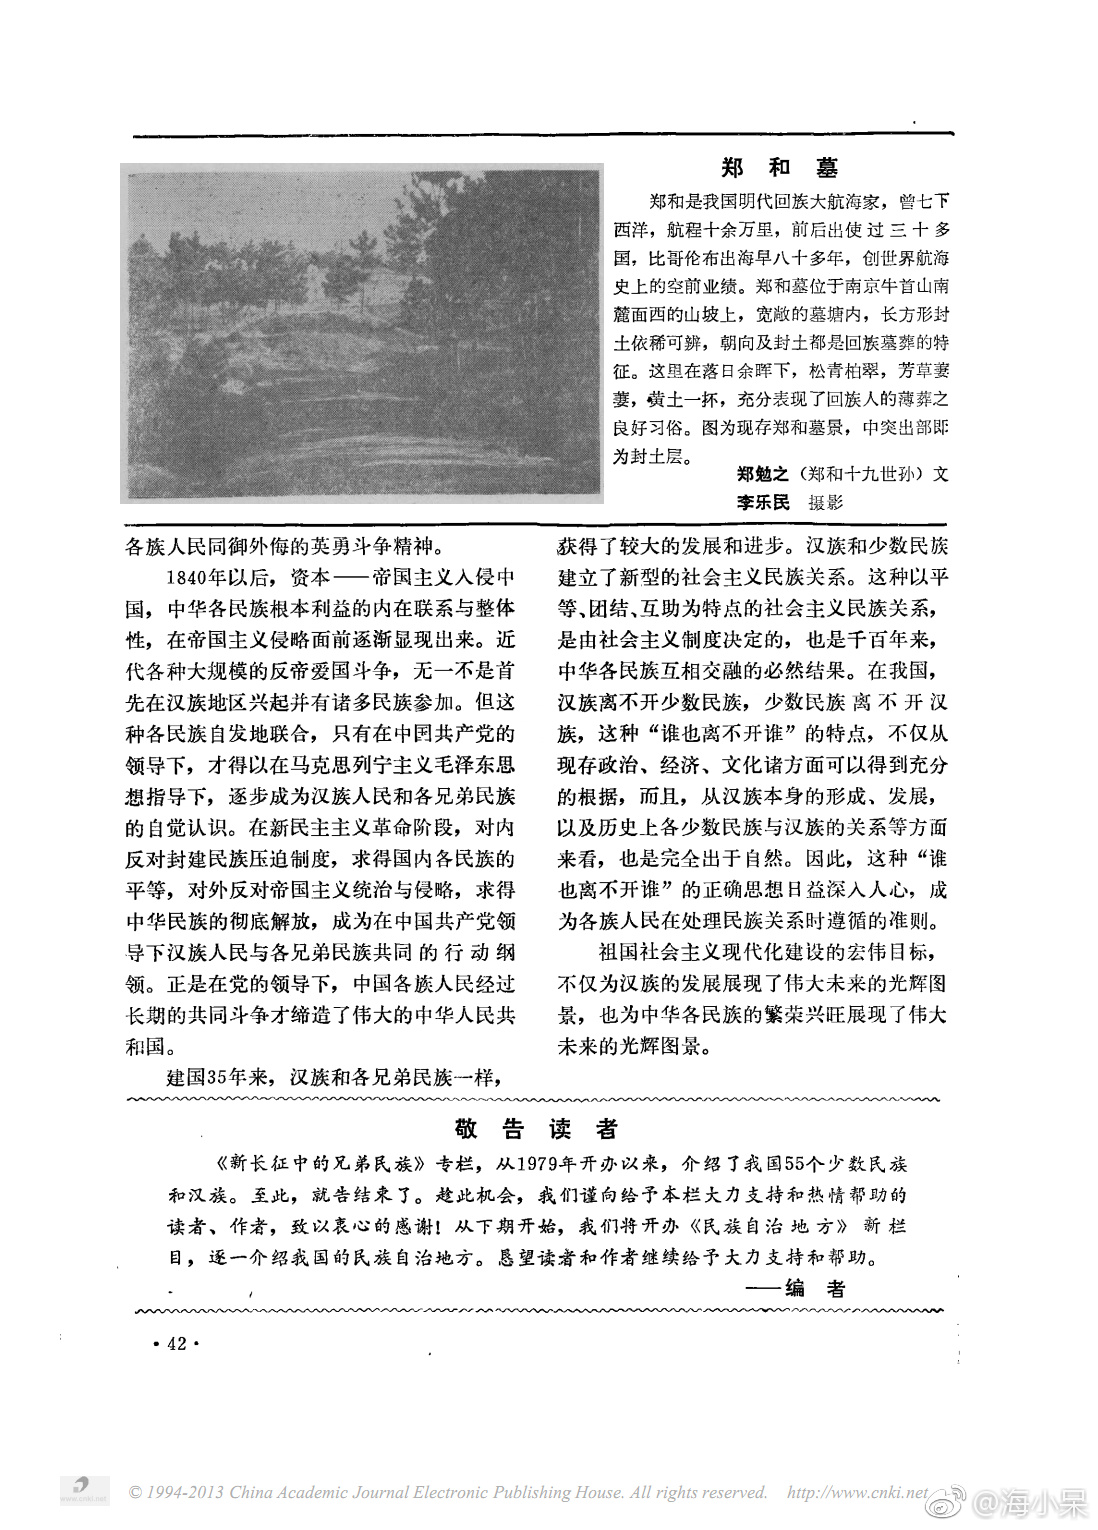 郑 和 墓
郑和是我国明代回族大航海家，曾七下
西洋，航程十余万里，前后出使过三十多
国，比哥伦布出海早八十多年，创世界航海
史上的空前业绩。郑和墓位于南京牛首山南
麓面西的山坡上，宽敞的墓塘内，长方形封
土依稀可辨，朝向及封土都是回族墓葬的特
征。这里在落日余晖下，松青柏翠，芳草萋
萋，黄土一抔，充分表现了回族人的薄葬之
良好习俗。图为现存郑和墓景，中突出部即
为封土层。
郑勉之（郑和十九世孙）文
李乐民 摄影
各族人民同御外侮的英勇斗争精神。
1840年以后，资本——帝国主义入侵中
国，中华各民族根本利益的内在联系与整体
性，在帝国主义侵略面前逐渐显现出来。近
代各种大规模的反帝爱国斗争，无一不是首
先在汉族地区兴起并有诸多民族参加。但这
种各民族自发地联合，只有在中国共产党的
领导下，才得以在马克思列宁主义毛泽东思
想指导下，逐步成为汉族人民和各兄弟民族
的自觉认识。在新民主主义革命阶段，对内
反对封建民族压迫制度，求得国内各民族的
平等，对外反对帝国主义统治与侵略，求得
中华民族的彻底解放，成为在中国共产党领
导下汉族人民与各兄弟民族共同的行动纲
领。正是在党的领导下，中国各族人民经过
长期的共同斗争才缔造了伟大的中华人民共
和国。
建国35年来，汉族和各兄弟民族一样，
获得了较大的发展和进步。汉族和少数民族
建立了新型的社会主义民族关系。这种以平
等、团结、互助为特点的社会主义民族关系，
是由社会主义制度决定的，也是千百年来，
中华各民族互相交融的必然结果。在我国，
汉族离不开少数民族，少数民族离不开汉
族，这种“谁也离不开谁”的特点，不仅从
现存政治、经济、文化诸方面可以得到充分
的根据，而且，从汉族本身的形成、发展，
以及历史上各少数民族与汉族的关系等方面
来看，也是完全出于自然。因此，这种“谁
也离不开谁”的正确思想日益深入人心，成
为各族人民在处理民族关系时遵循的准则。
祖国社会主义现代化建设的宏伟目标，
不仅为汉族的发展展现了伟大未来的光辉图
景，也为中华各民族的繁荣兴旺展现了伟大
未来的光辉图景。
敬 告 读 者
《新长征中的兄弟民族》专栏，从1979年开办以来，介绍了我国55个少数民族
和汉族。至此，就告结束了。趁此机会，我们谨向给予本栏大力支持和热情帮助的
读者、作者，致以衷心的感谢！从下期开始，我们将开办《民族自治地方》新栏
目，逐一介绍我国的民族自治地方。恳望读者和作者继续给予大力支持和帮助。
——编 者
·42·
www.cnki.net
© 1994-2013 China Academic Journal Electronic Publishing House. All rights reserved. http://www.cnki.net
@海小呆